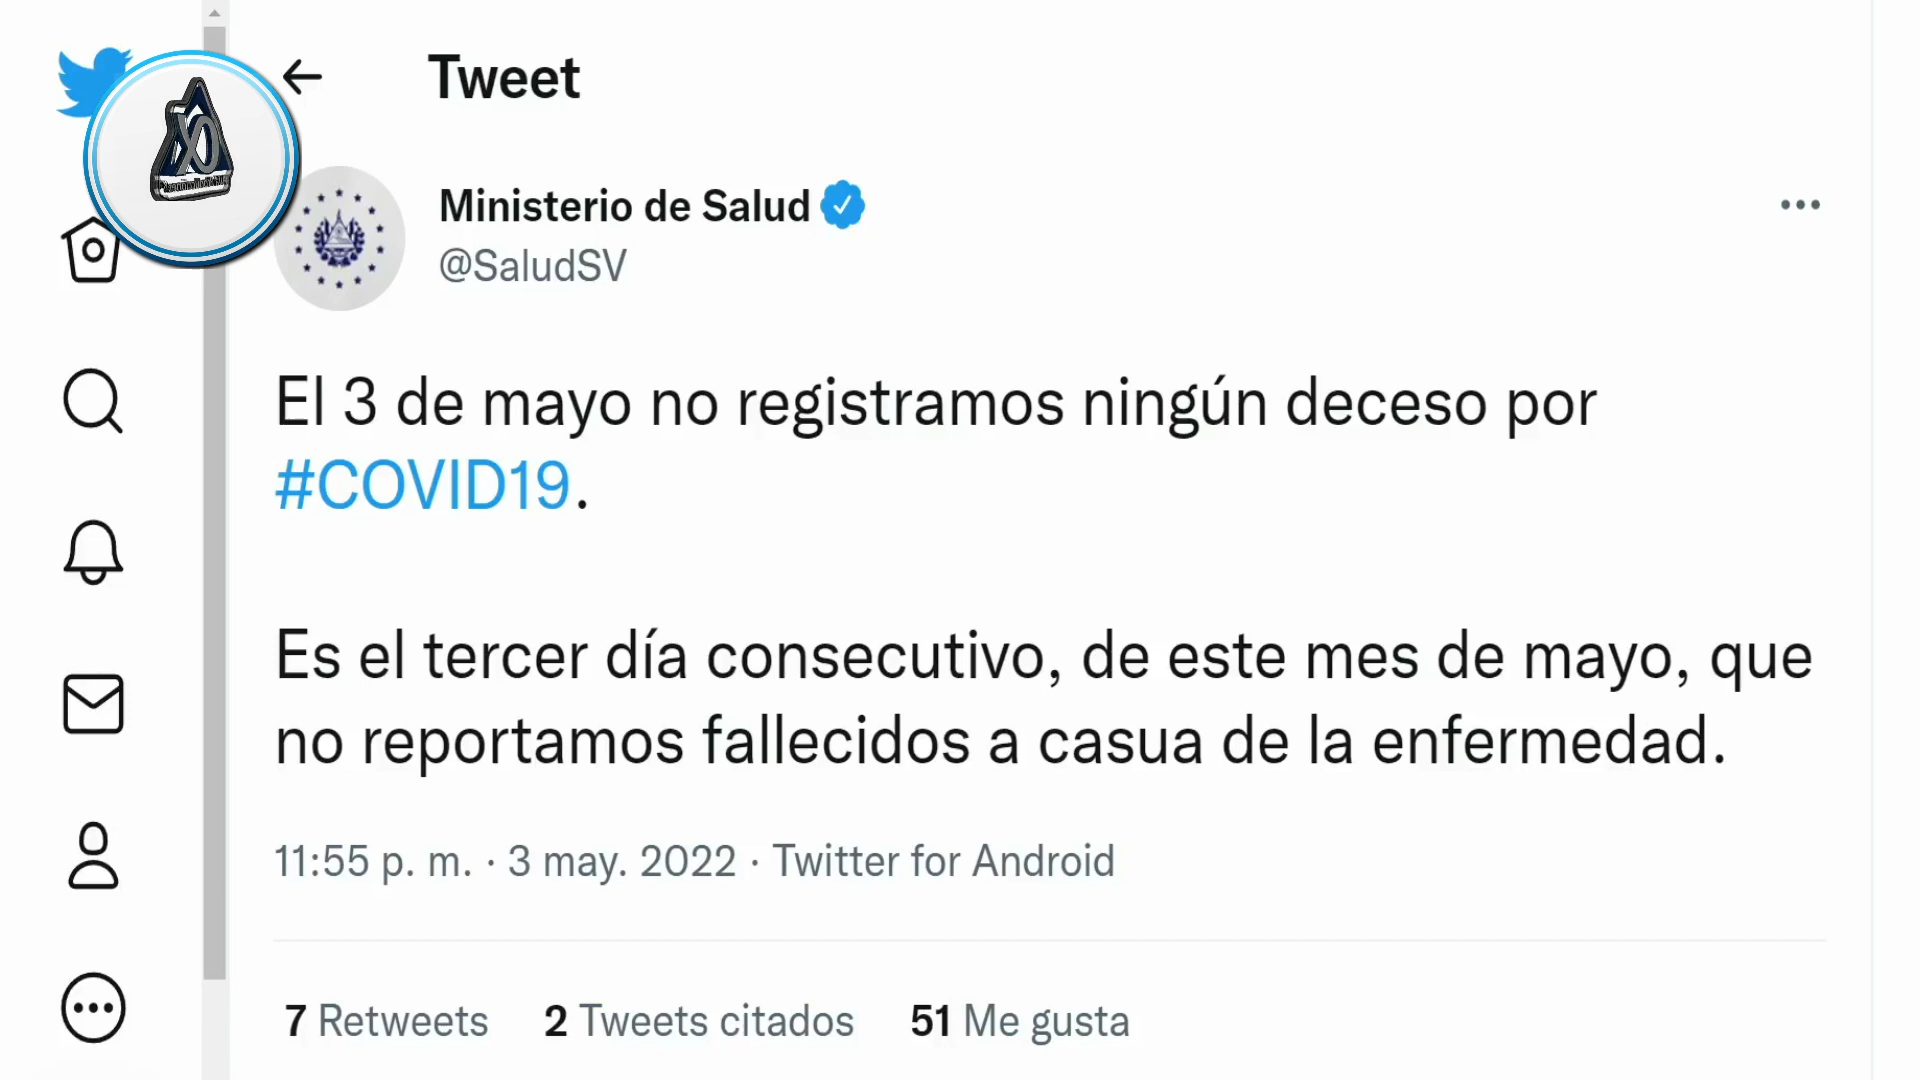 Tweet
Ministerio de Salud
@SaludSV
El 3 de mayo no registramos ningún deceso por
#COVID19.
Es el tercer día consecutivo, de este mes de mayo, que
no reportamos fallecidos a casua de la enfermedad.
11:55 p. m. · 3 may. 2022 · Twitter for Android
7 Retweets 2 Tweets citados 51 Me gusta